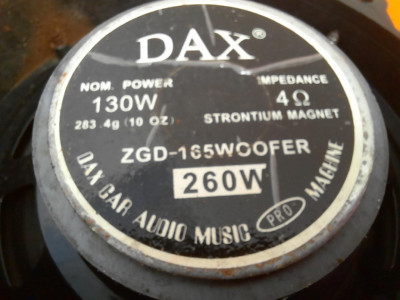 DAX®
NOM. POWER
130W
283.4g (10 OZ)
IMPEDANCE
4Ω
STRONTIUM MAGNET
ZGD-165WOOFER
260W
DAX CAR AUDIO MUSIC PRO MACHINE